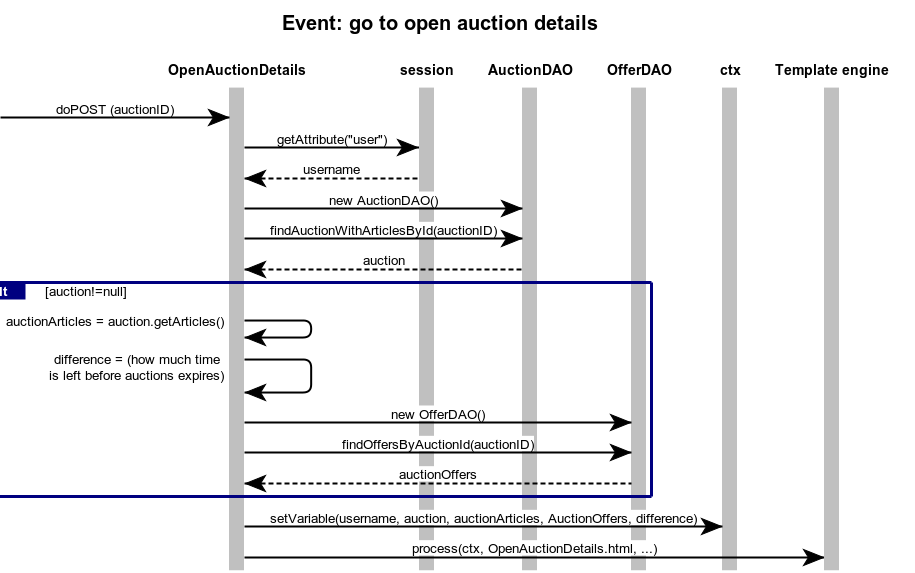 Event: go to open auction details
OpenAuctionDetails session AuctionDAO OfferDAO ctx Template engine
doPOST (auctionID)
getAttribute("user")
username
new AuctionDAO()
findAuctionWithArticlesById(auctionID)
auction
lt [auction!=null]
auctionArticles = auction.getArticles()
difference = (how much time
is left before auctions expires)
new OfferDAO()
findOffersByAuctionId(auctionID)
auctionOffers
setVariable(username, auction, auctionArticles, AuctionOffers, difference)
process(ctx, OpenAuctionDetails.html, ...)